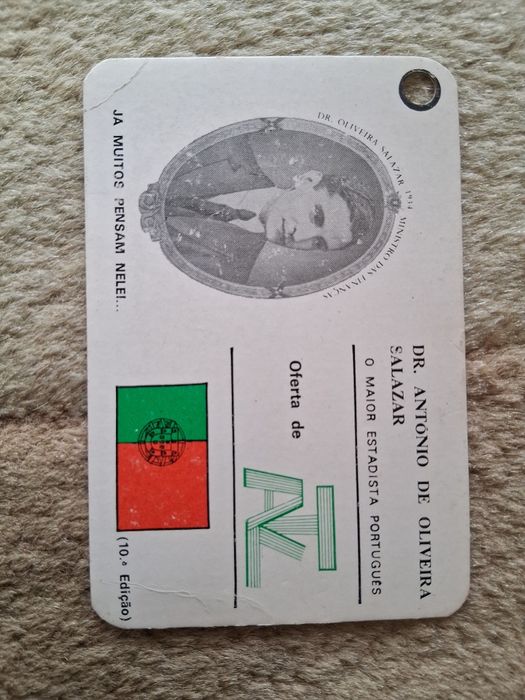 DR. OLIVEIRA SALAZAR 1934 MINISTRO DAS FINANÇAS
JA MUITOS PENSAM NELE!...
DR. ANTÓNIO DE OLIVEIRA
SALAZAR
O MAIOR ESTADISTA PORTUGUÊS
Oferta de
(10.ª Edição)